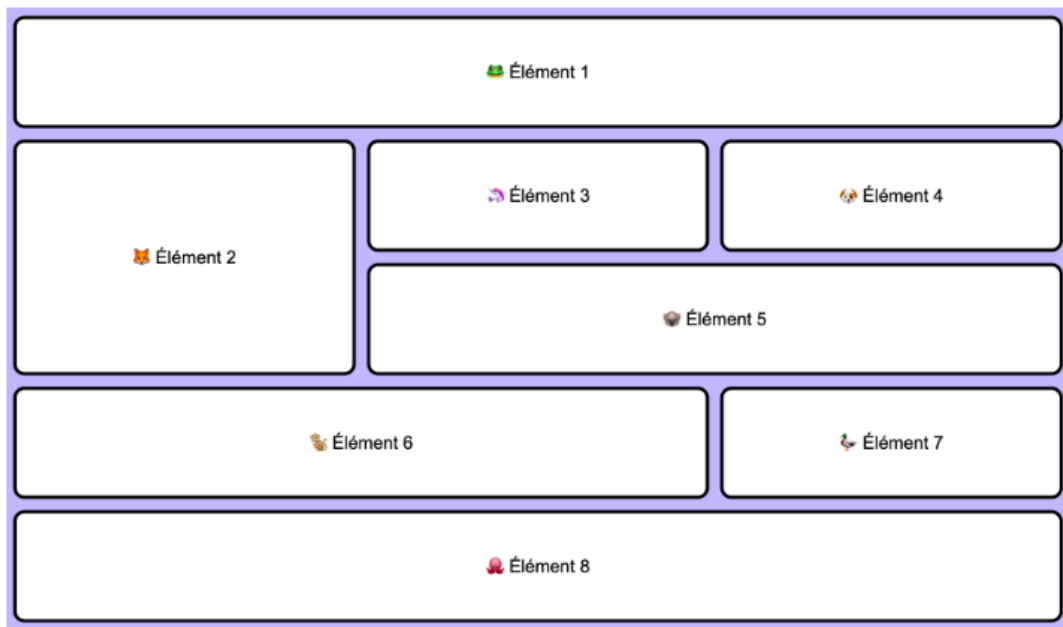 🐸 Élément 1
🦊 Élément 2
🦄 Élément 3
🐶 Élément 4
🐨 Élément 5
🐿️ Élément 6
🦆 Élément 7
🐙 Élément 8